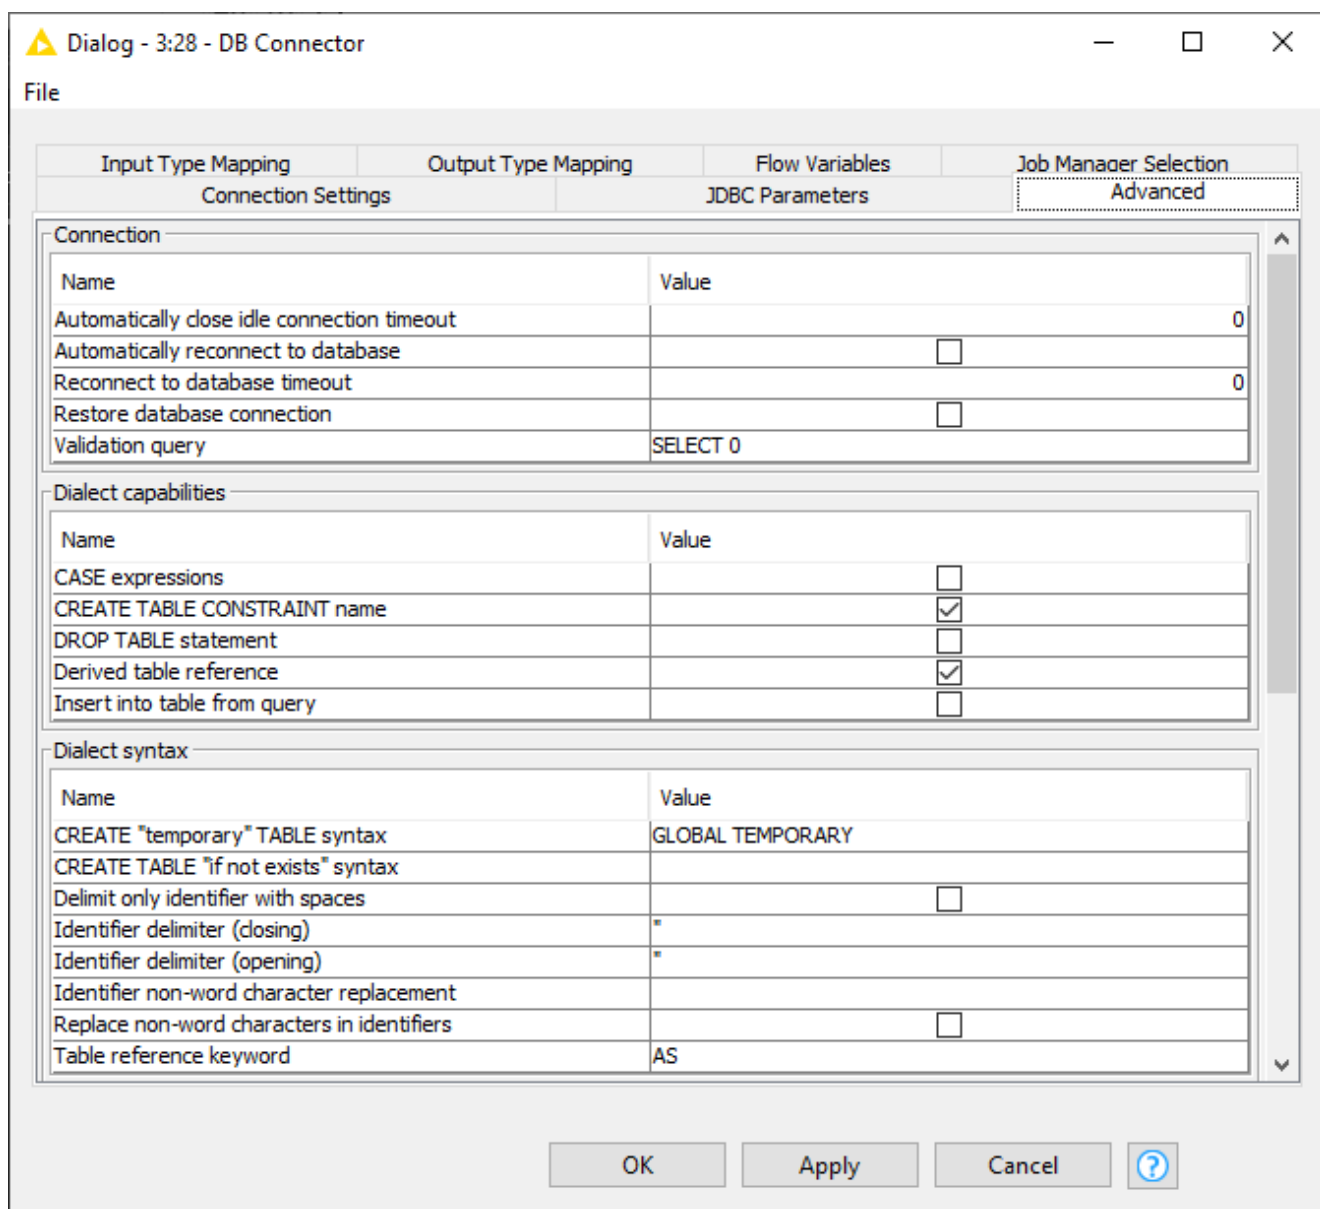 Dialog - 3:28 - DB Connector
File
Input Type Mapping Output Type Mapping Flow Variables Job Manager Selection
Connection Settings JDBC Parameters Advanced
Connection
Name Value
Automatically close idle connection timeout 0
Automatically reconnect to database
Reconnect to database timeout 0
Restore database connection
Validation query SELECT 0
Dialect capabilities
Name Value
CASE expressions
CREATE TABLE CONSTRAINT name
DROP TABLE statement
Derived table reference
Insert into table from query
Dialect syntax
Name Value
CREATE "temporary" TABLE syntax GLOBAL TEMPORARY
CREATE TABLE "if not exists" syntax
Delimit only identifier with spaces
Identifier delimiter (closing) "
Identifier delimiter (opening) "
Identifier non-word character replacement
Replace non-word characters in identifiers
Table reference keyword AS
OK Apply Cancel ?